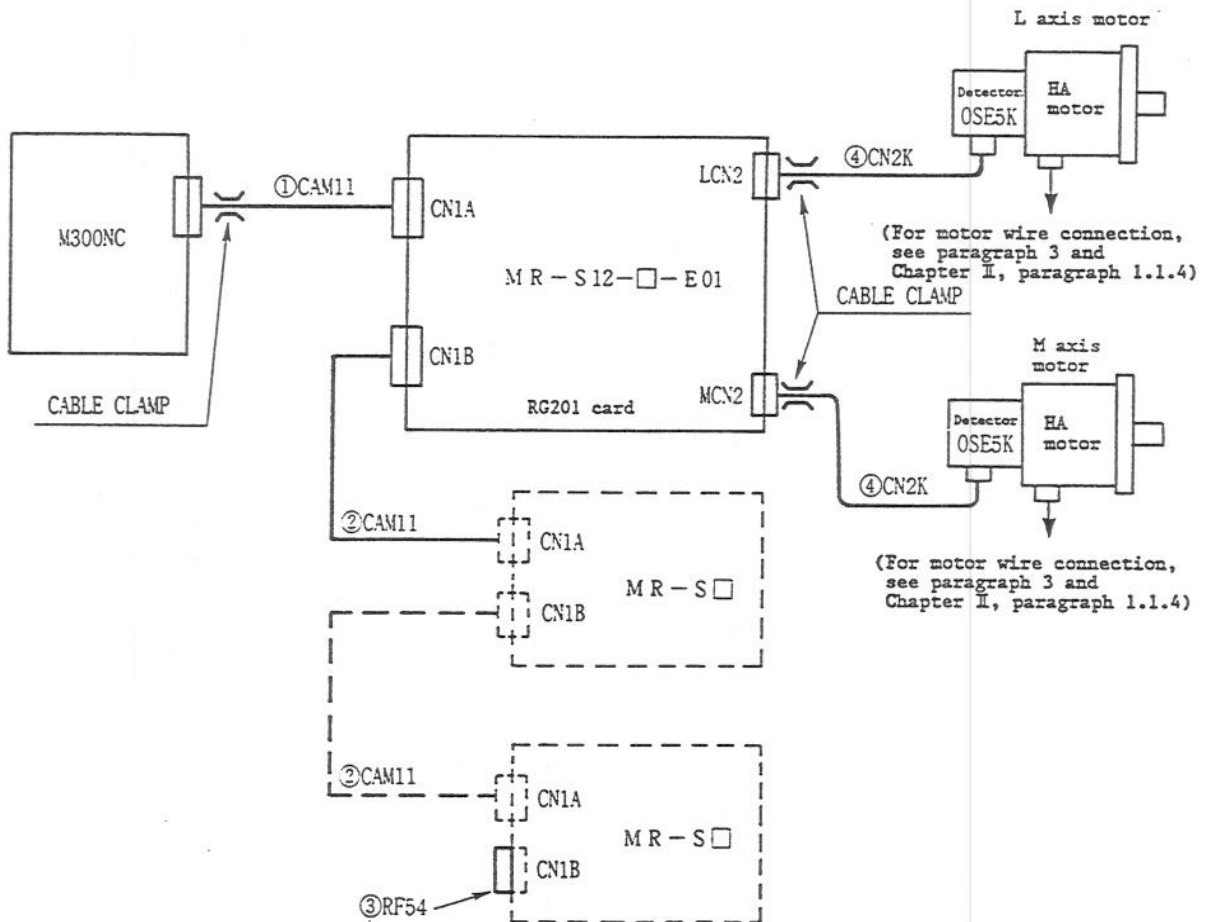 L axis motor
Detector
OSE5K
HA
motor
M300NC
①CAM11
CN1A
LCN2
④CN2K
(For motor wire connection,
see paragraph 3 and
Chapter Ⅱ, paragraph 1.1.4)
MR-S12-□-E01
CABLE CLAMP
CN1B
MCN2
RG201 card
CABLE CLAMP
M axis
motor
Detector
OSE5K
HA
motor
④CN2K
(For motor wire connection,
see paragraph 3 and
Chapter Ⅱ, paragraph 1.1.4)
②CAM11
CN1A
MR-S□
CN1B
②CAM11
CN1A
MR-S□
CN1B
③RF54